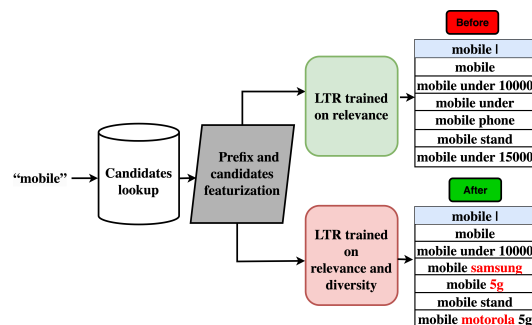 Before
mobile |
mobile
mobile under 10000
mobile under
mobile phone
mobile stand
mobile under 15000
LTR trained
on relevance
"mobile"
Candidates
lookup
Prefix and
candidates
featurization
After
mobile |
mobile
mobile under 10000
mobile samsung
mobile 5g
mobile stand
mobile motorola 5g
LTR trained
on
relevance and
diversity